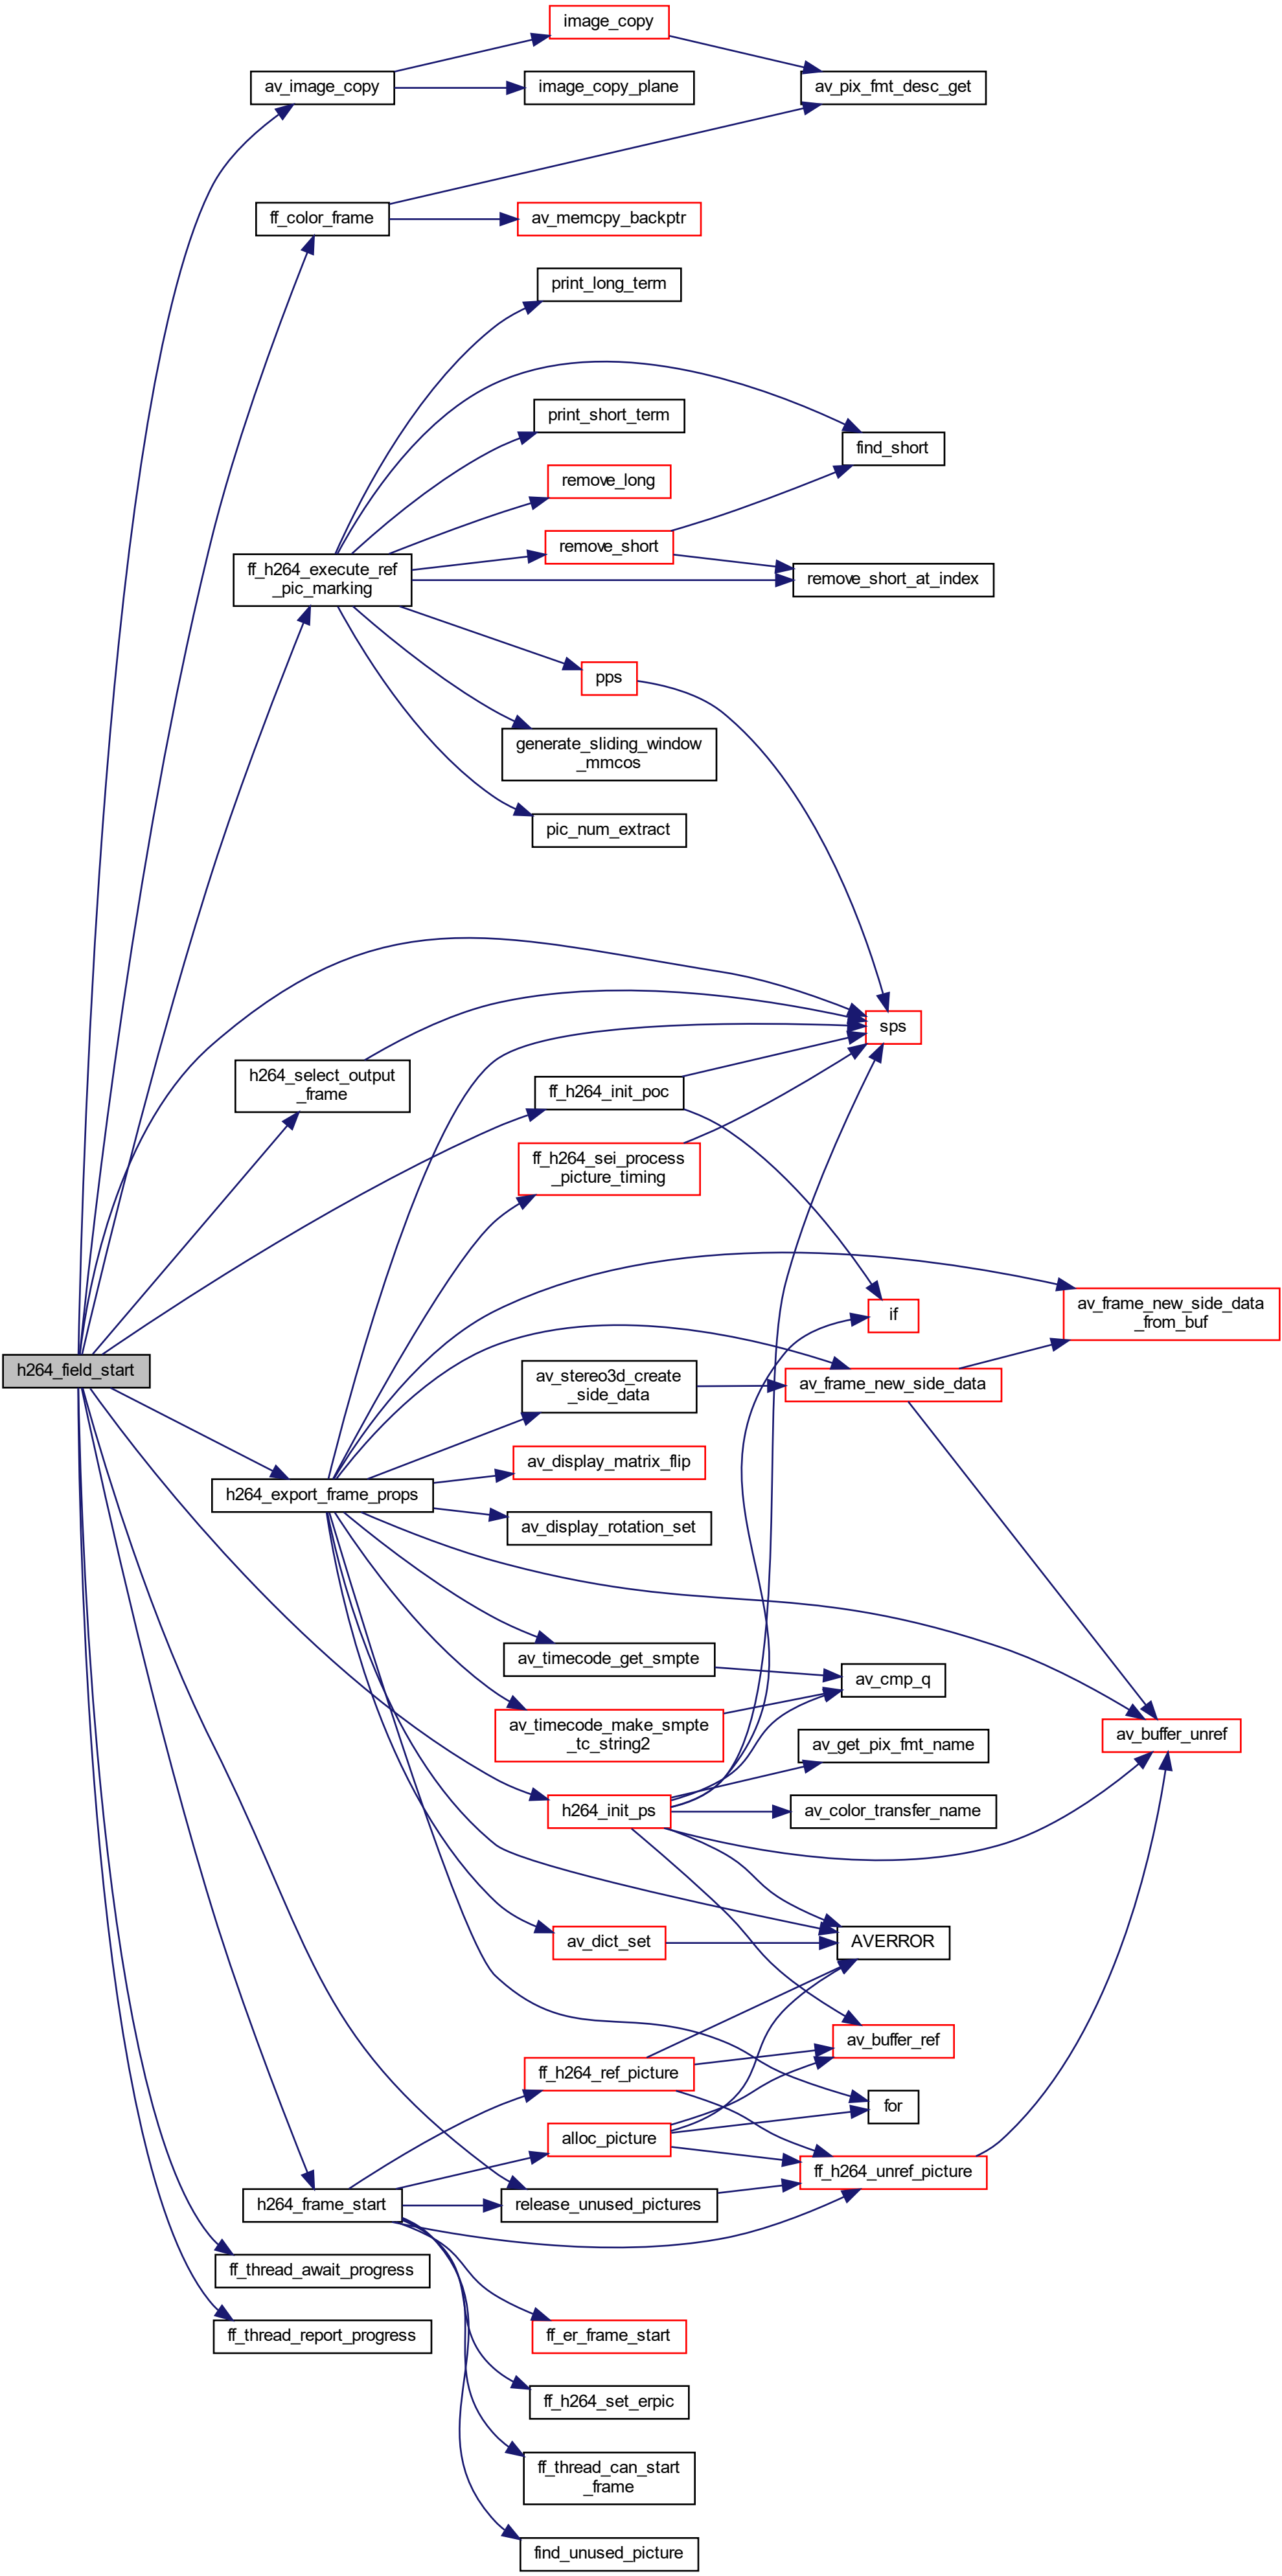 image_copy
av_image_copy
image_copy_plane
av_pix_fmt_desc_get
ff_color_frame
av_memcpy_backptr
print_long_term
print_short_term
find_short
remove_long
remove_short
ff_h264_execute_ref
_pic_marking
remove_short_at_index
pps
generate_sliding_window
_mmcos
pic_num_extract
sps
h264_select_output
_frame
ff_h264_init_poc
ff_h264_sei_process
_picture_timing
if
av_frame_new_side_data
_from_buf
h264_field_start
av_stereo3d_create
_side_data
av_frame_new_side_data
av_display_matrix_flip
h264_export_frame_props
av_display_rotation_set
av_timecode_get_smpte
av_cmp_q
av_timecode_make_smpte
_tc_string2
av_buffer_unref
av_get_pix_fmt_name
h264_init_ps
av_color_transfer_name
av_dict_set
AVERROR
av_buffer_ref
ff_h264_ref_picture
for
alloc_picture
ff_h264_unref_picture
h264_frame_start
release_unused_pictures
ff_thread_await_progress
ff_thread_report_progress
ff_er_frame_start
ff_h264_set_erpic
ff_thread_can_start
_frame
find_unused_picture